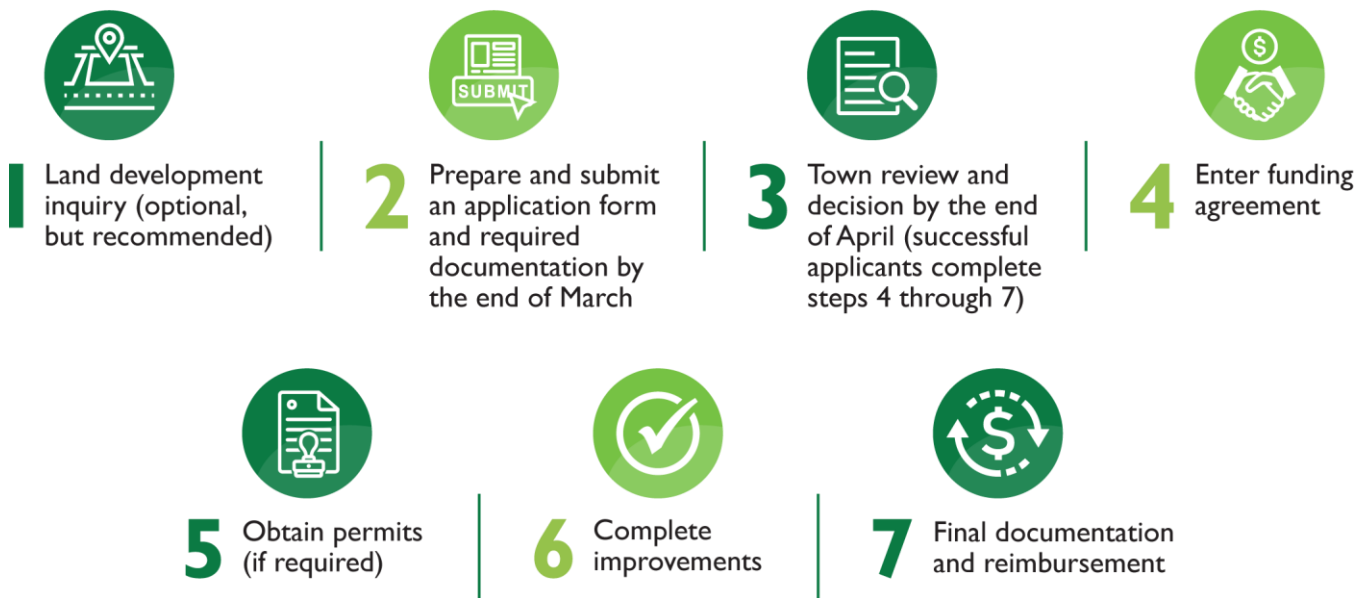 SUBMIT
$
1
Land development
inquiry (optional,
but recommended)
2
Prepare and submit
an application form
and required
documentation by
the end of March
3
Town review and
decision by the end
of April (successful
applicants complete
steps 4 through 7)
4
Enter funding
agreement
$
5
Obtain permits
(if required)
6
Complete
improvements
7
Final documentation
and reimbursement